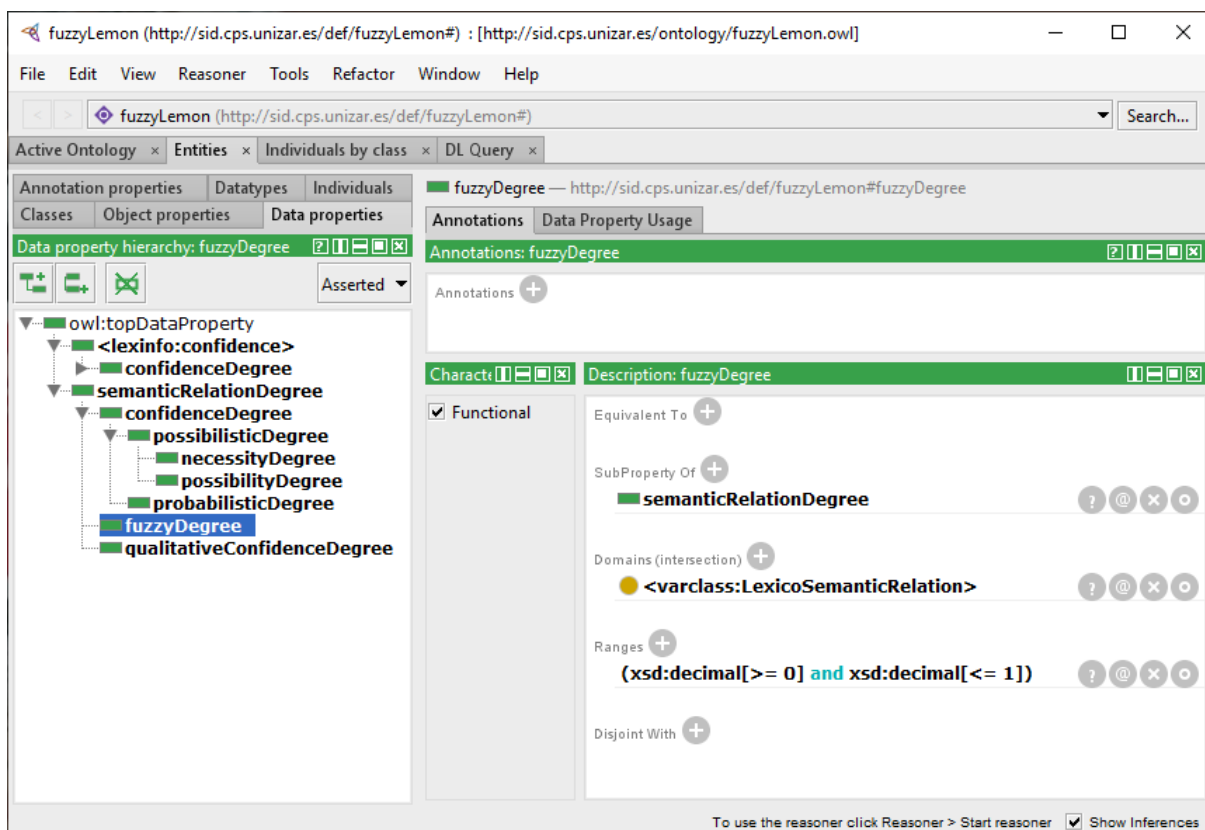 fuzzyLemon (http://sid.cps.unizar.es/def/fuzzyLemon#) : [http://sid.cps.unizar.es/ontology/fuzzyLemon.owl]
File Edit View Reasoner Tools Refactor Window Help
< > fuzzyLemon (http://sid.cps.unizar.es/def/fuzzyLemon#) Search...
Active Ontology × Entities × Individuals by class × DL Query ×
Annotation properties Datatypes Individuals
Classes Object properties Data properties
Data property hierarchy: fuzzyDegree
Asserted
owl:topDataProperty
<lexinfo:confidence>
confidenceDegree
semanticRelationDegree
confidenceDegree
possibilisticDegree
necessityDegree
possibilityDegree
probabilisticDegree
fuzzyDegree
qualitativeConfidenceDegree
fuzzyDegree — http://sid.cps.unizar.es/def/fuzzyLemon#fuzzyDegree
Annotations Data Property Usage
Annotations: fuzzyDegree
Annotations
Characte
Functional
Description: fuzzyDegree
Equivalent To
SubProperty Of
semanticRelationDegree
Domains (intersection)
<varclass:LexicoSemanticRelation>
Ranges
(xsd:decimal[>= 0] and xsd:decimal[<= 1])
Disjoint With
To use the reasoner click Reasoner > Start reasoner Show Inferences